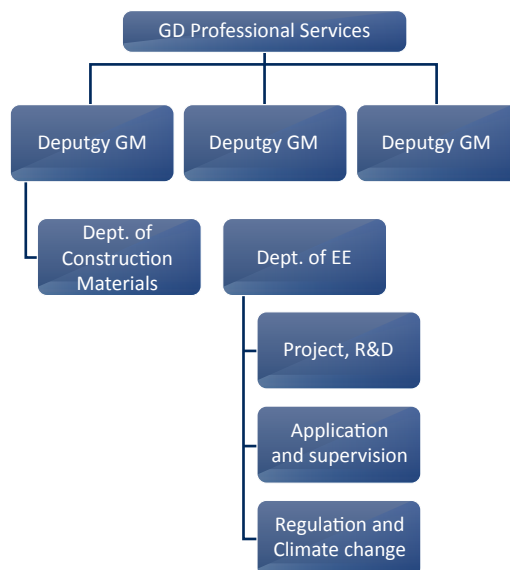 GD Professional Services
Deputgy GM
Deputgy GM
Deputgy GM
Dept. of
Construction
Materials
Dept. of EE
Project, R&D
Application
and supervision
Regulation and
Climate change